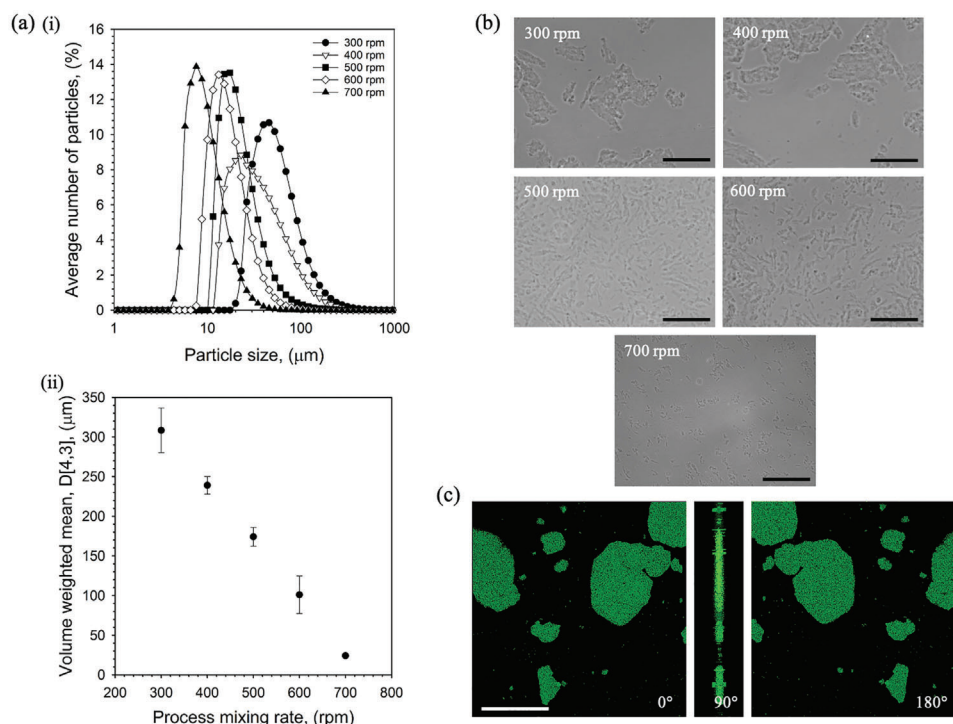 (a) (i)
16
14
12
10
8
6
4
2
0
Average number of particles, (%)
300 rpm
400 rpm
500 rpm
600 rpm
700 rpm
1
10
100
1000
Particle size, (μm)
(ii)
350
300
250
200
150
100
50
0
Volume weighted mean, D[4,3], (μm)
200
300
400
500
600
700
800
Process mixing rate, (rpm)
(b)
300 rpm
400 rpm
500 rpm
600 rpm
700 rpm
(c)
0°
90°
180°